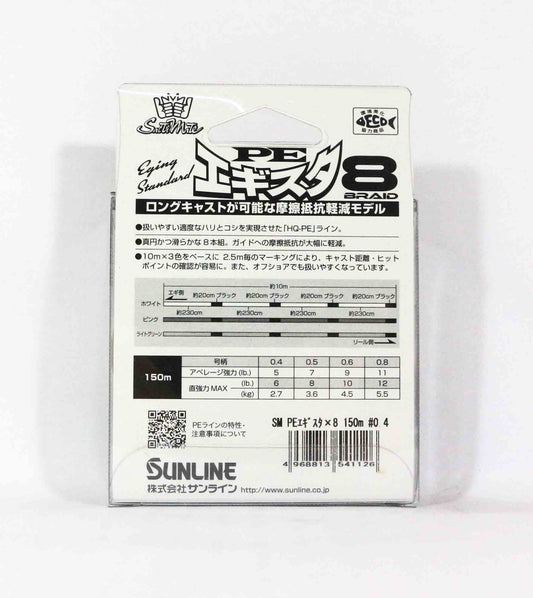 SaltiMate
環境美化
ECO
協力商品
Eging
Standard
PE
エギスタ
8
BRAID
ロングキャストが可能な摩擦抵抗軽減モデル
●扱いやすい適度なハリとコシを実現させた「HQ-PE」ライン。
●真円かつ滑らかな8本組。ガイドへの摩擦抵抗が大幅に軽減。
●10m×3色をベースに 2.5m毎のマーキングにより、キャスト距離・ヒット
ポイントの確認が容易に。また、オフショアでも扱いやすくなっています。
約10m
エギ側 約20cm ブラック 約20cm ブラック 約20cm ブラック 約20cm ブラック
ホワイト
約230cm 約230cm 約230cm 約230cm
ピンク
ライトグリーン
リール側
150m
号柄 0.4 0.5 0.6 0.8
アベレージ強力 (lb.) 5 7 9 11
直強力 MAX (lb.) 6 8 10 12
(kg) 2.7 3.6 4.5 5.5
PEラインの特性・
注意事項について
SM PEエギスタ×8 150m #0 4
4 968813 541126
SUNLINE
株式会社サンライン http://www.sunline.co.jp